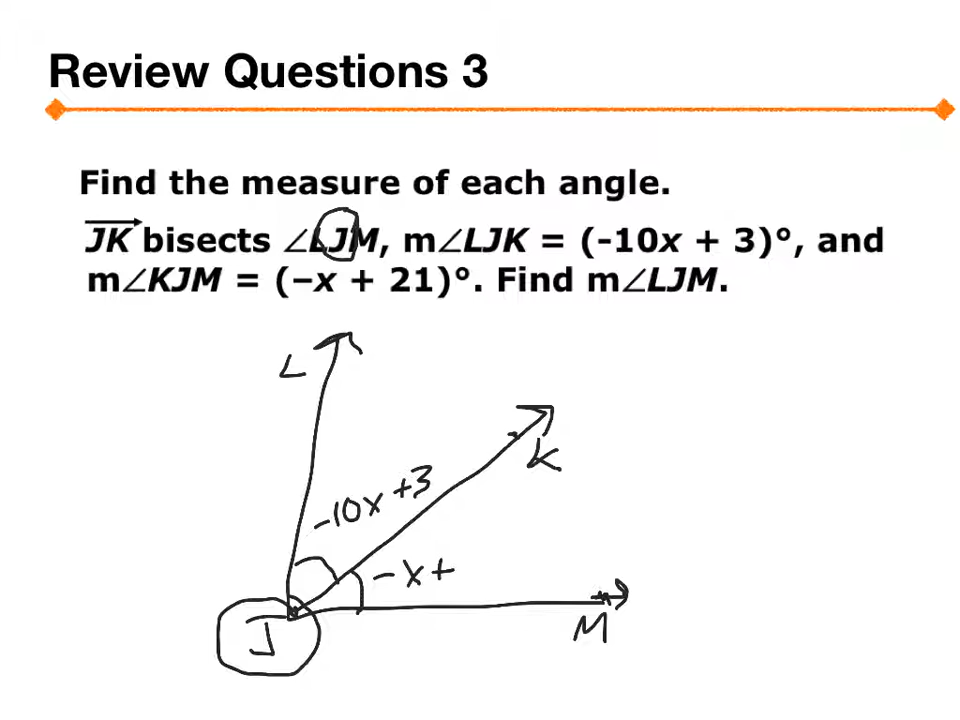 Review Questions 3
Find the measure of each angle.
JK bisects ∠LJM, m∠LJK = (-10x + 3)°, and
m∠KJM = (–x + 21)°. Find m∠LJM.
L
K
-10x +3
-x+
J
M